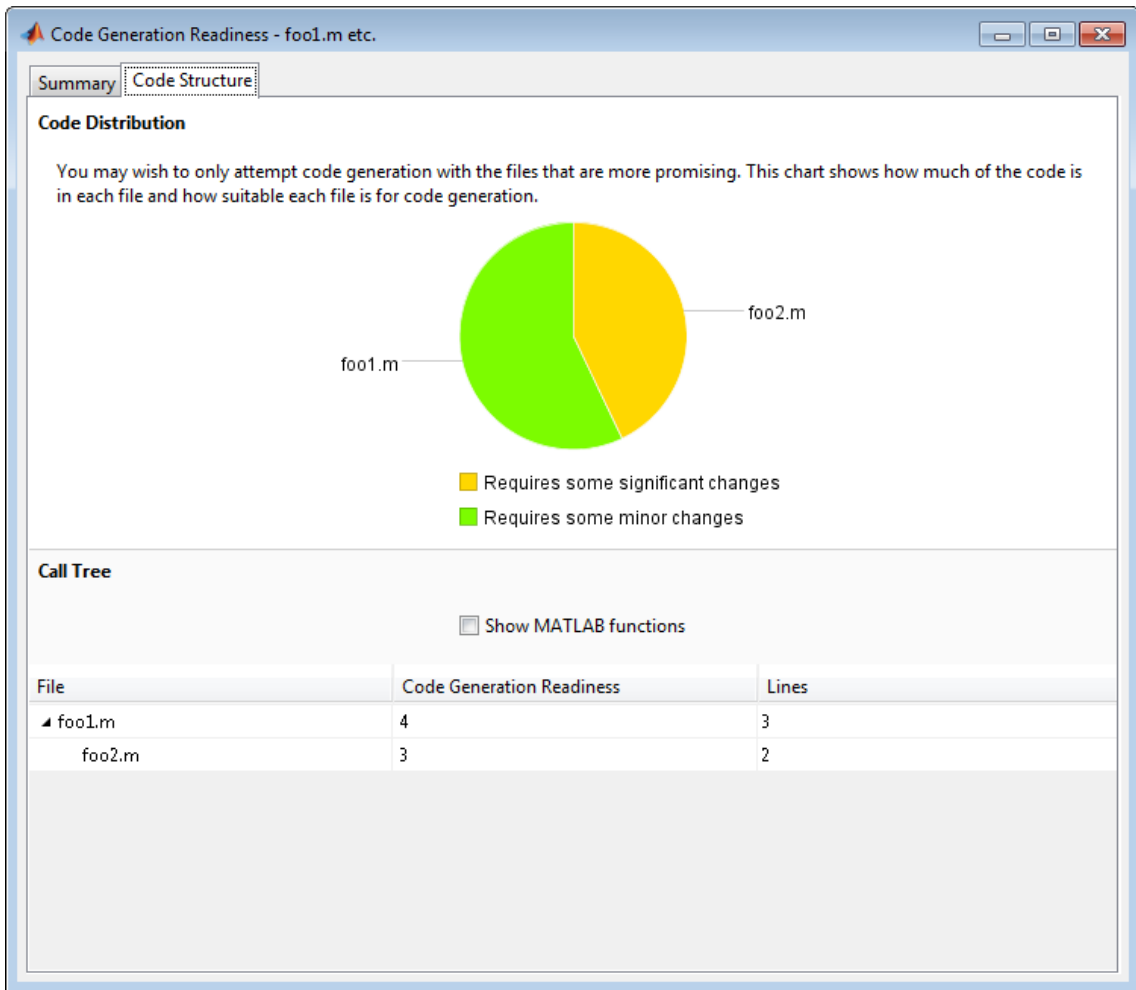 Code Generation Readiness - foo1.m etc.
Summary
Code Structure
Code Distribution
You may wish to only attempt code generation with the files that are more promising. This chart shows how much of the code is
in each file and how suitable each file is for code generation.
foo2.m
foo1.m
Requires some significant changes
Requires some minor changes
Call Tree
Show MATLAB functions
File Code Generation Readiness Lines
foo1.m 4 3
foo2.m 3 2